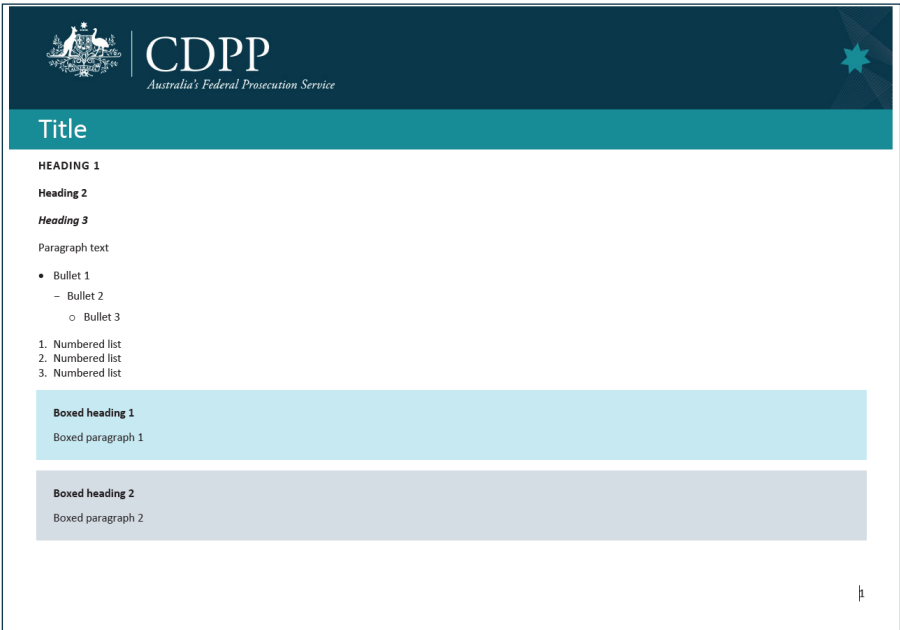 CDPP
Australia's Federal Prosecution Service
Title
HEADING 1
Heading 2
Heading 3
Paragraph text
• Bullet 1
– Bullet 2
o Bullet 3
1. Numbered list
2. Numbered list
3. Numbered list
Boxed heading 1
Boxed paragraph 1
Boxed heading 2
Boxed paragraph 2
1